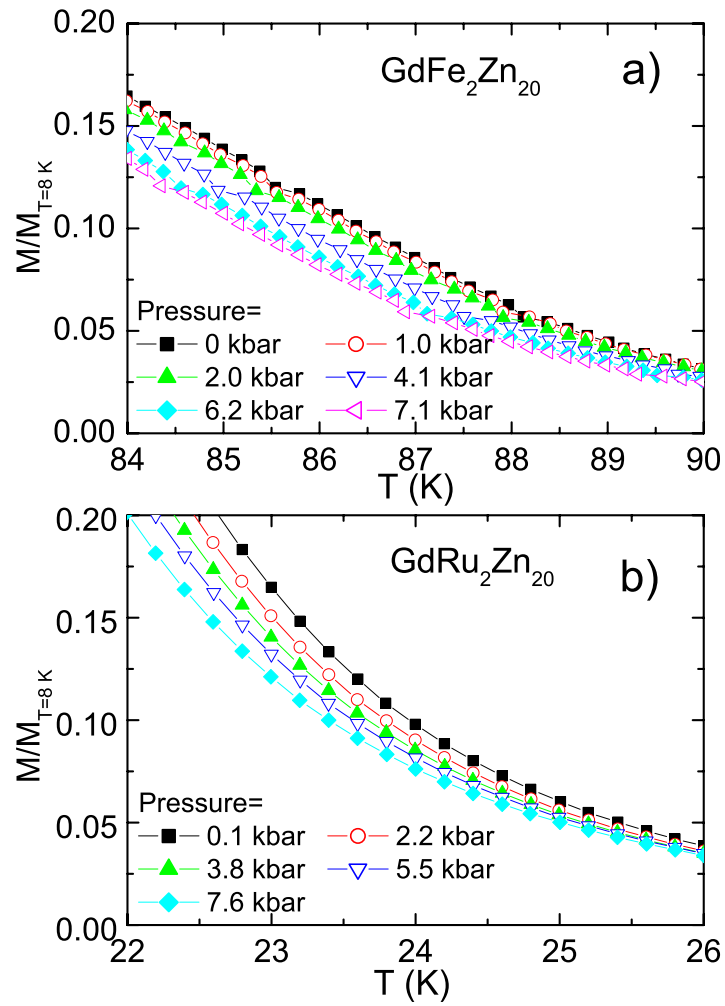 0.20
GdFe2Zn20 a)
0.15
0.10
M/M T=8 K
0.05
0.00
Pressure=
0 kbar 1.0 kbar
2.0 kbar 4.1 kbar
6.2 kbar 7.1 kbar
84 85 86 87 88 89 90
T (K)
0.20
GdRu2Zn20 b)
0.15
0.10
M/M T=8 K
0.05
0.00
Pressure=
0.1 kbar 2.2 kbar
3.8 kbar 5.5 kbar
7.6 kbar
22 23 24 25 26
T (K)